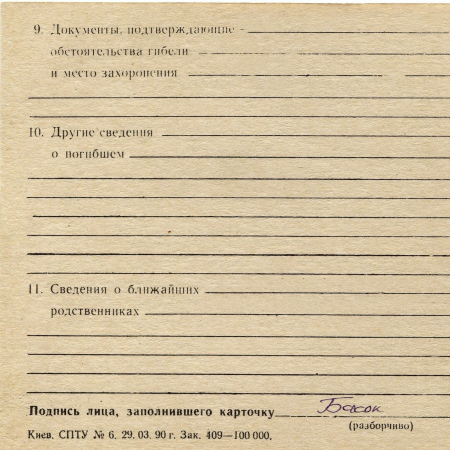 9. Документы, подтверждающие
обстоятельства гибели
и место захоронения
10. Другие сведения
о погибшем
11. Сведения о ближайших
родственниках
Подпись лица, заполнившего карточку
(разборчиво)
Киев. СПТУ № 6. 29. 03. 90 г. Зак. 409—100 000.